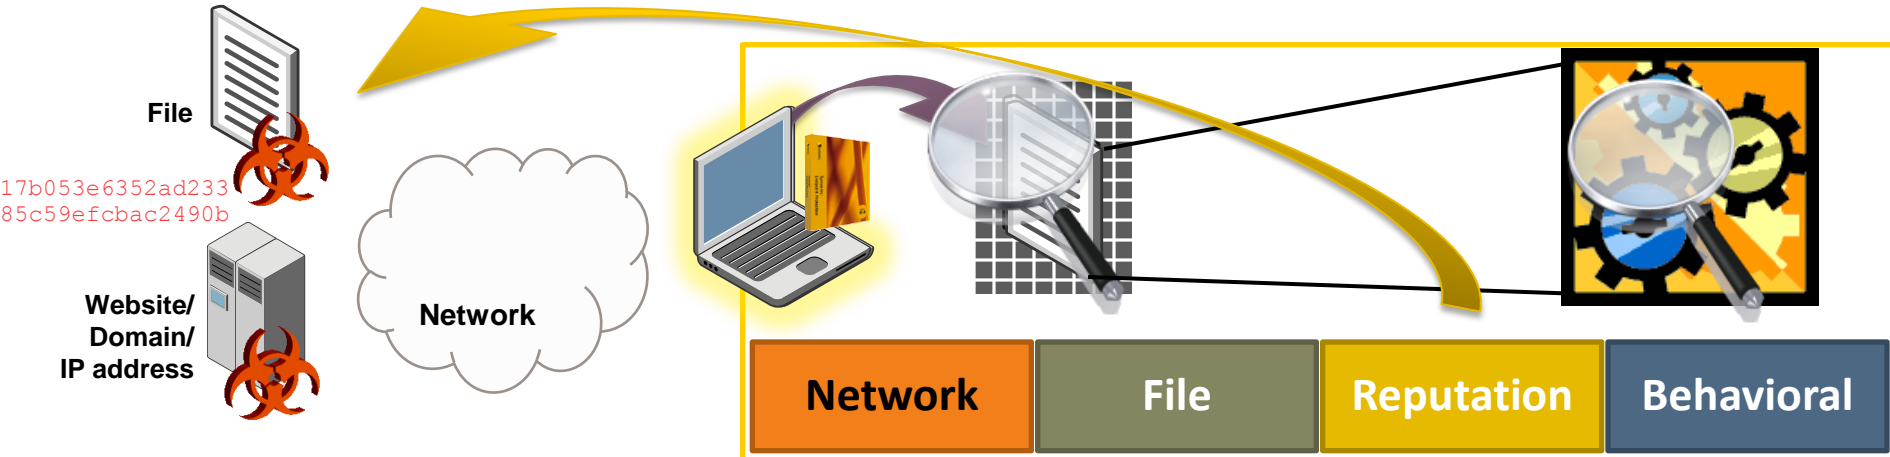 File
17b053e6352ad233
85c59efcbac2490b
Website/
Domain/
IP address
Network
Network
File
Reputation
Behavioral